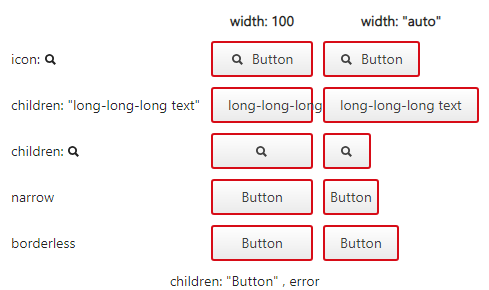 width: 100 width: "auto"
icon: Button Button
children: "long-long-long text" long-long-long long-long-long text
children:
narrow Button Button
borderless Button Button
children: "Button" , error